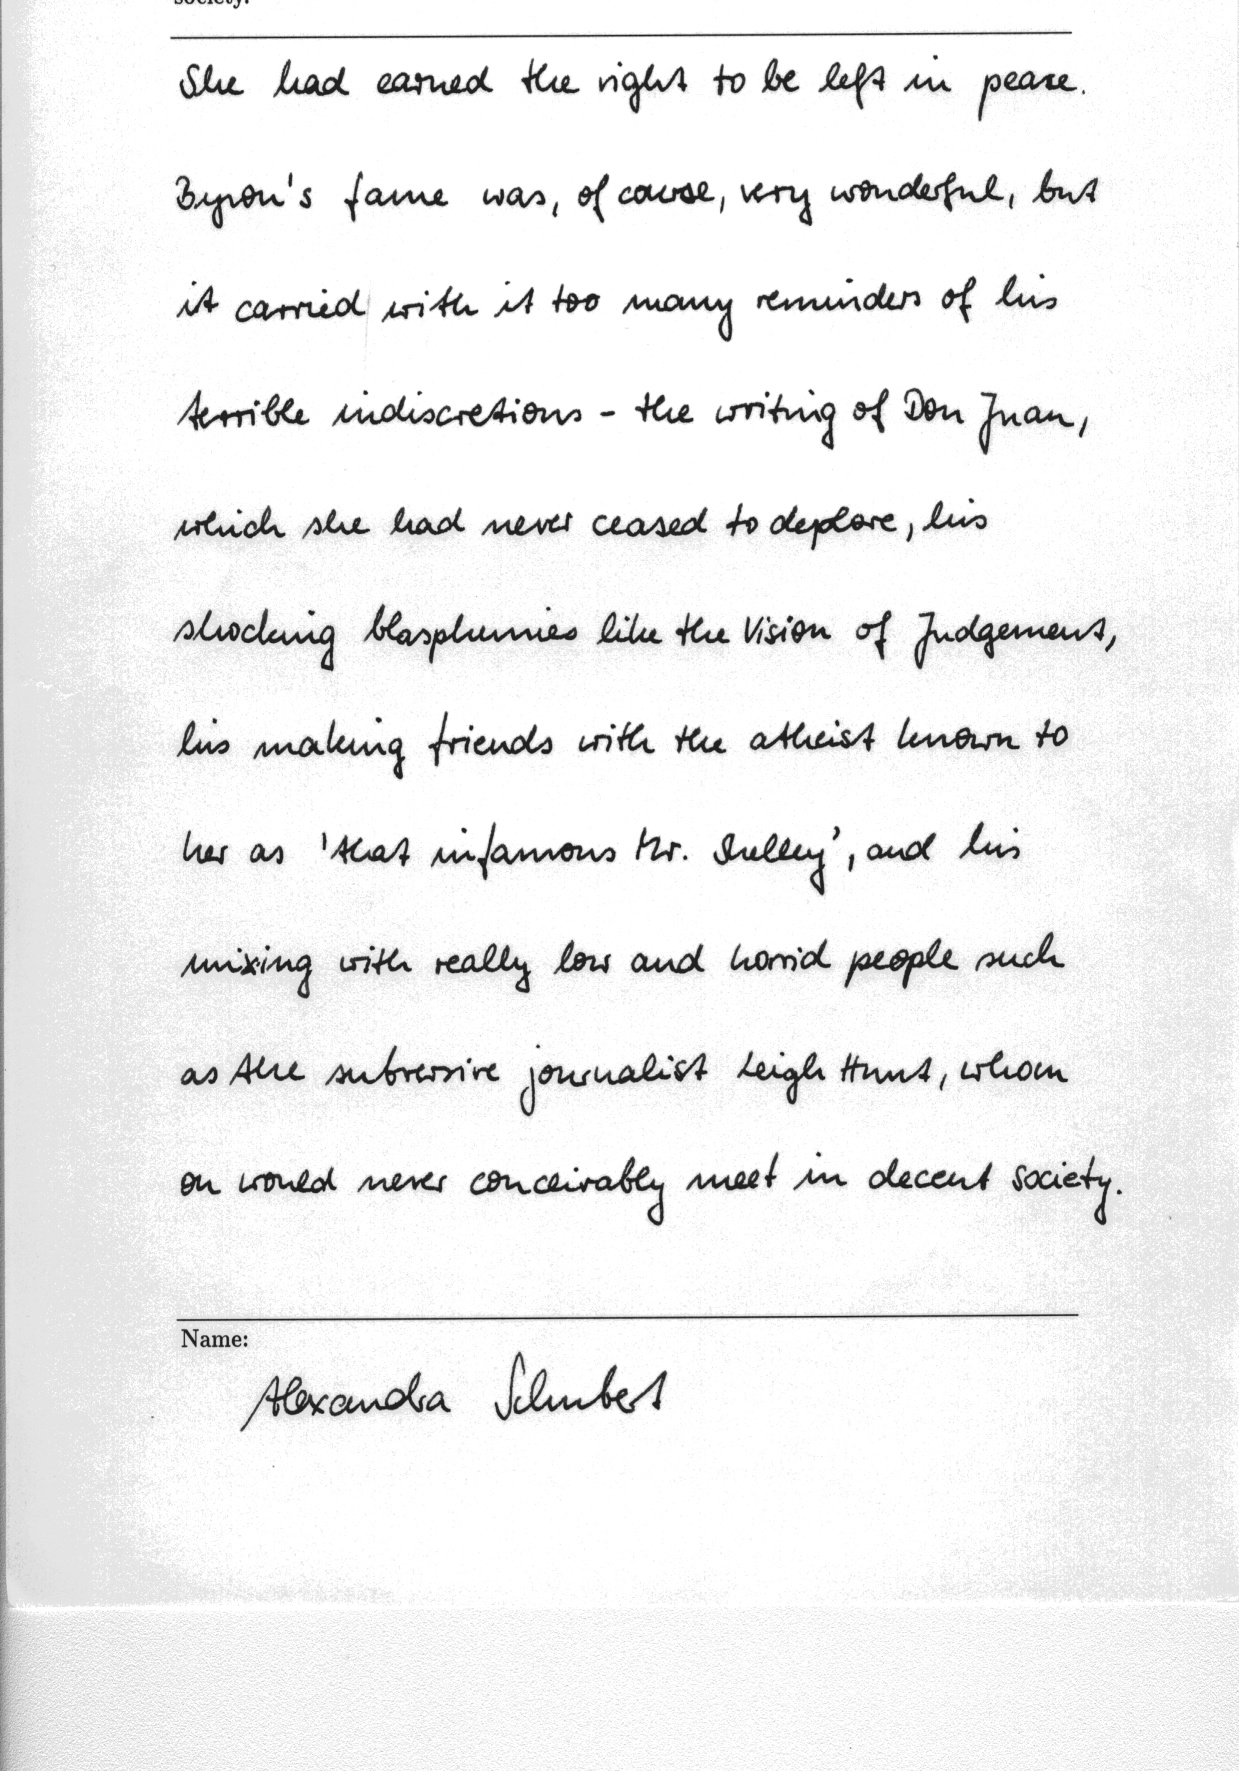 society.
She had earned the right to be left in peace.
Byron's fame was, of course, very wonderful, but
it carried with it too many reminders of his
terrible indiscretions - the writing of Don Juan,
which she had never ceased to deplore, his
shocking blasphemies like the Vision of Judgement,
his making friends with the atheist known to
her as 'that infamous Mr. Shelley', and his
mixing with really low and horrid people such
as the subversive journalist Leigh Hunt, whom
on would never conceivably meet in decent society.
Name:
Alexandra Schubert